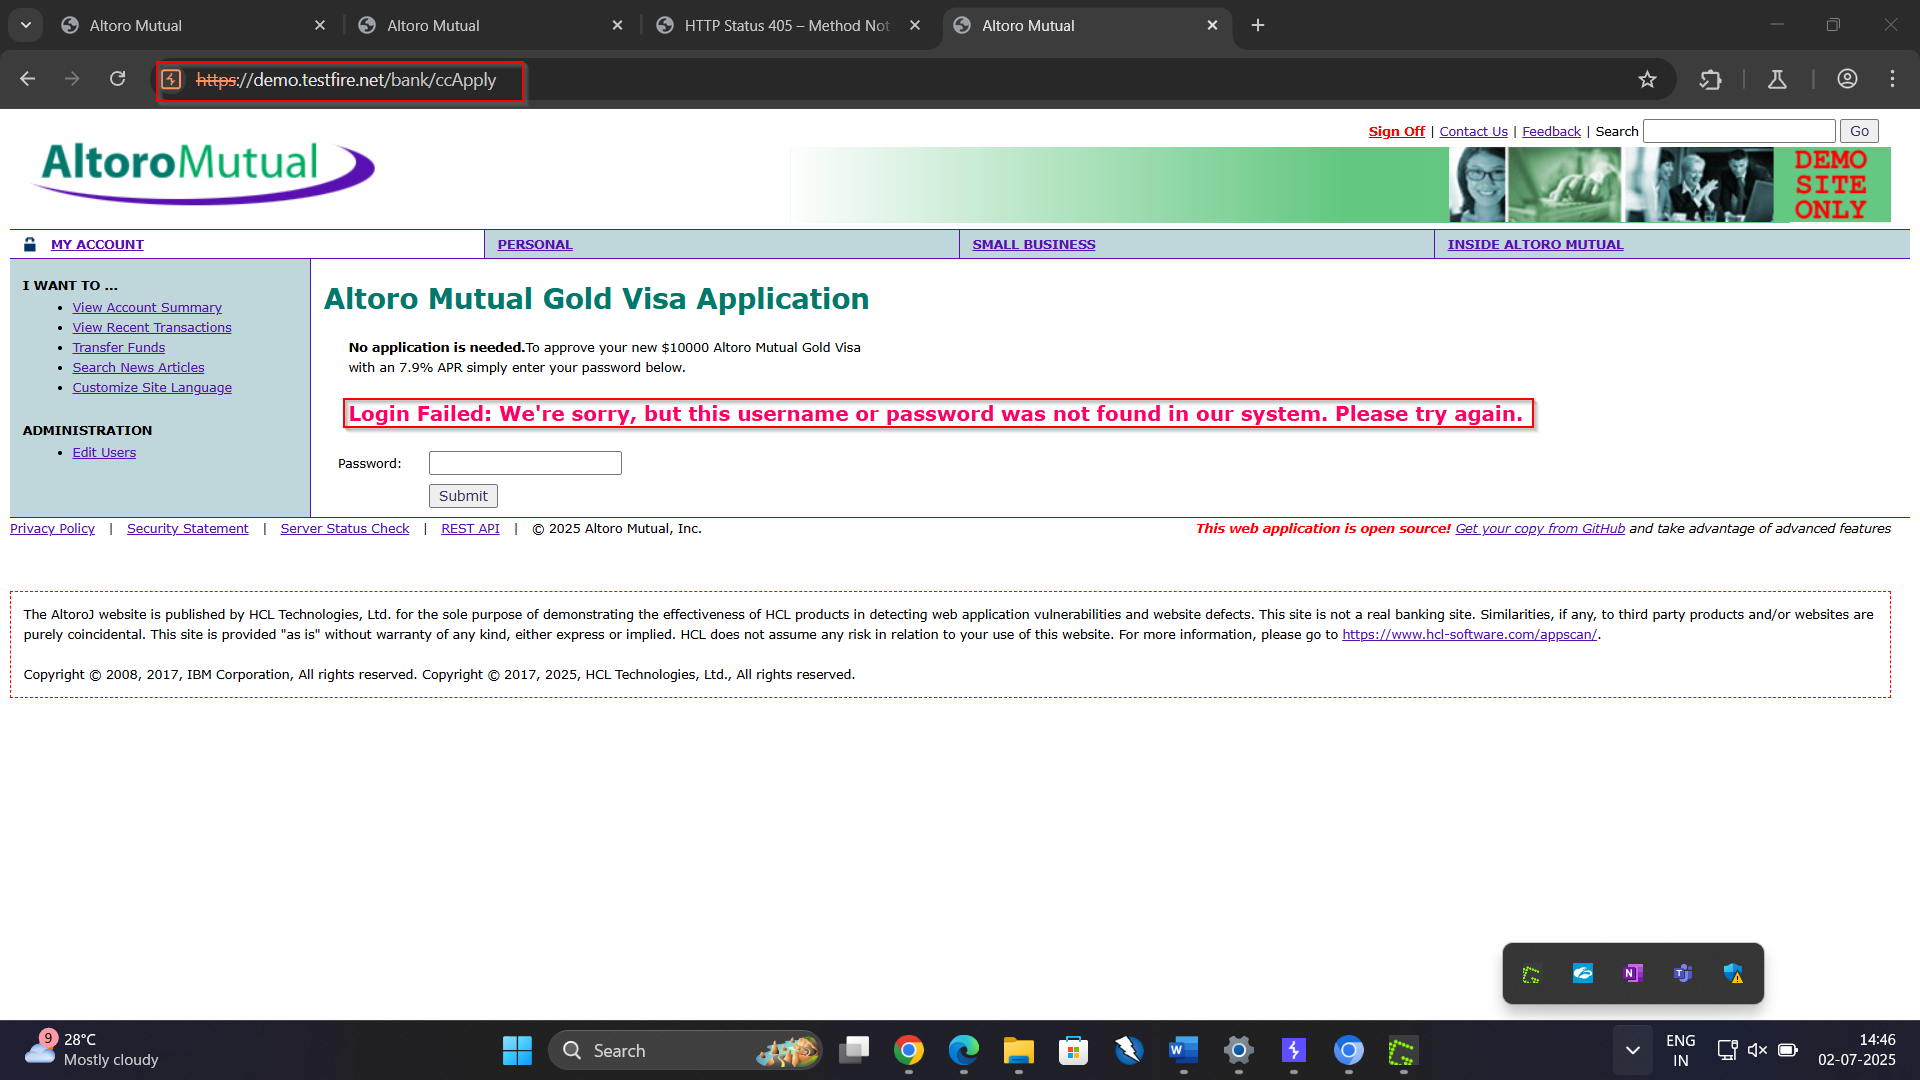 Altoro Mutual
Altoro Mutual
HTTP Status 405 – Method Not
Altoro Mutual
https://demo.testfire.net/bank/ccApply
Sign Off | Contact Us | Feedback | Search
Go
AltoroMutual
DEMO
SITE
ONLY
MY ACCOUNT
PERSONAL
SMALL BUSINESS
INSIDE ALTORO MUTUAL
I WANT TO ...
• View Account Summary
• View Recent Transactions
• Transfer Funds
• Search News Articles
• Customize Site Language
ADMINISTRATION
• Edit Users
Altoro Mutual Gold Visa Application
No application is needed.To approve your new $10000 Altoro Mutual Gold Visa
with an 7.9% APR simply enter your password below.
Login Failed: We're sorry, but this username or password was not found in our system. Please try again.
Password:
Submit
Privacy Policy | Security Statement | Server Status Check | REST API | © 2025 Altoro Mutual, Inc.
This web application is open source! Get your copy from GitHub and take advantage of advanced features
The AltoroJ website is published by HCL Technologies, Ltd. for the sole purpose of demonstrating the effectiveness of HCL products in detecting web application vulnerabilities and website defects. This site is not a real banking site. Similarities, if any, to third party products and/or websites are
purely coincidental. This site is provided "as is" without warranty of any kind, either express or implied. HCL does not assume any risk in relation to your use of this website. For more information, please go to https://www.hcl-software.com/appscan/.
Copyright © 2008, 2017, IBM Corporation, All rights reserved. Copyright © 2017, 2025, HCL Technologies, Ltd., All rights reserved.
9
28°C
Mostly cloudy
Search
ENG
IN
14:46
02-07-2025